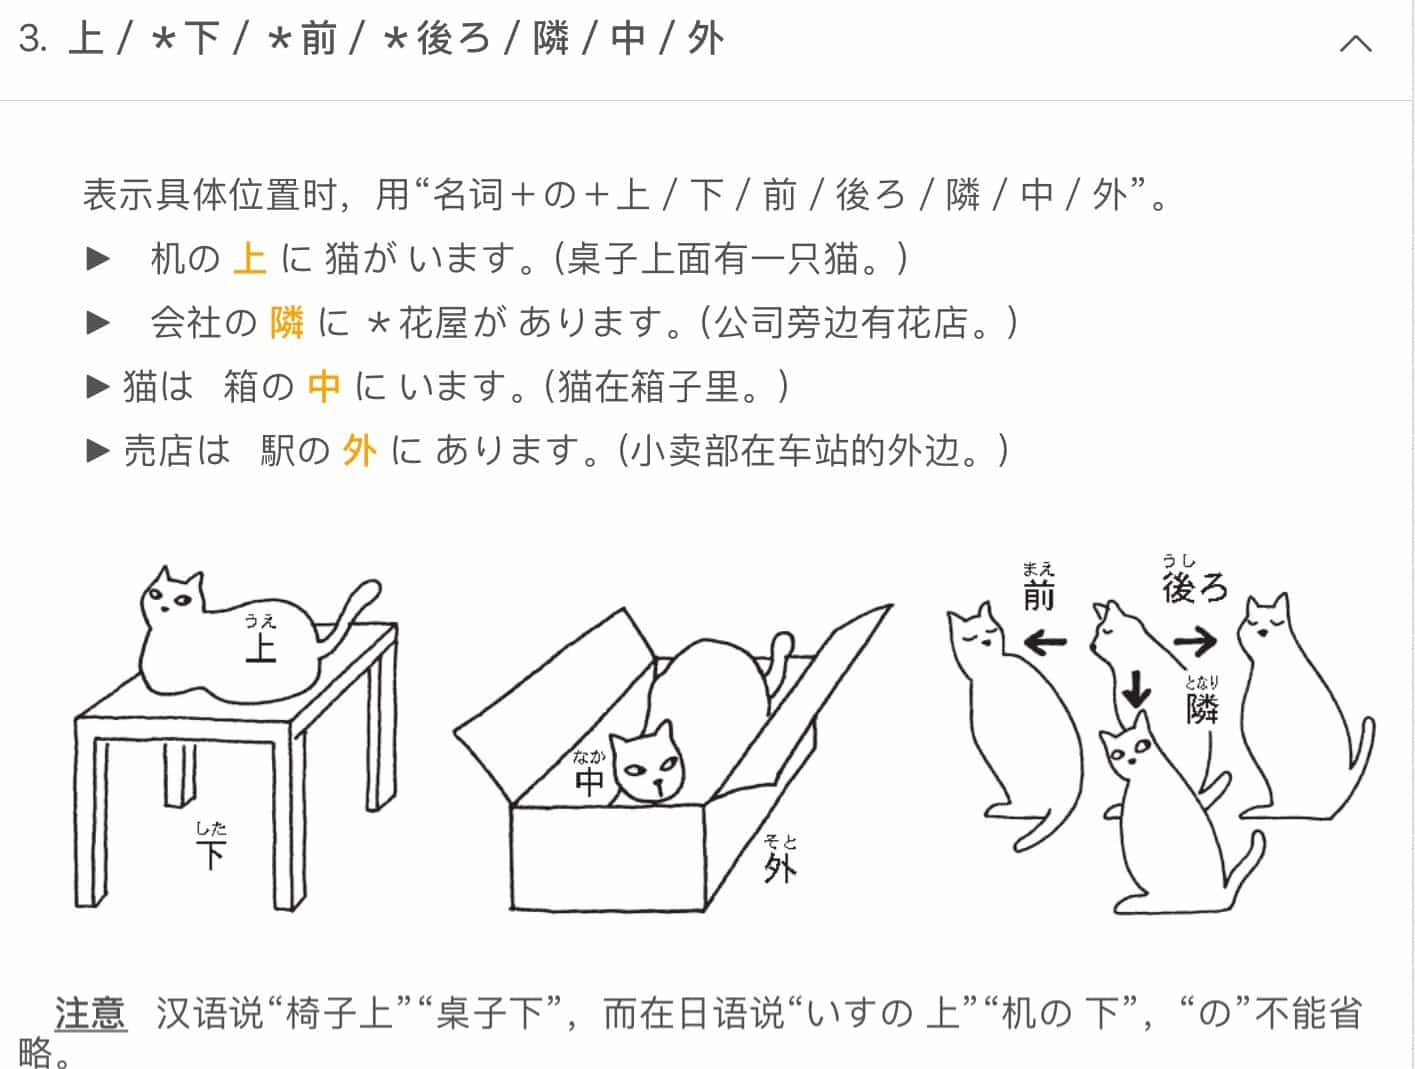 3. 上 / ＊下 / ＊前 / ＊後ろ / 隣 / 中 / 外
表示具体位置时，用“名词＋の＋上 / 下 / 前 / 後ろ / 隣 / 中 / 外”。
▶ 机の 上 に 猫が います。（桌子上面有一只猫。）
▶ 会社の 隣 に ＊花屋が あります。（公司旁边有花店。）
▶ 猫は 箱の 中 に います。（猫在箱子里。）
▶ 売店は 駅の 外 に あります。（小卖部在车站的外边。）
うえ
上
した
下
なか
中
そと
外
まえ
前
うし
後ろ
となり
隣
注意 汉语说“椅子上”“桌子下”，而在日语说“いすの 上”“机の 下”，“の”不能省
略。